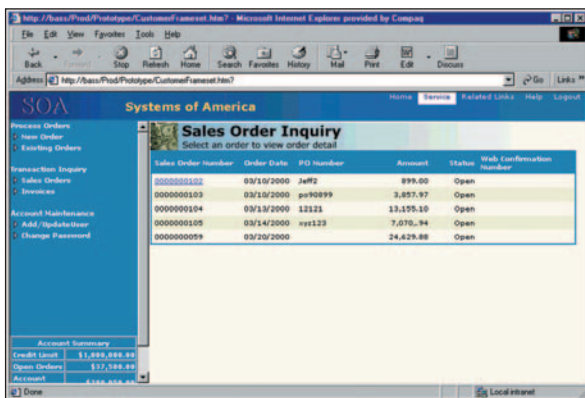 http://bass/Prod/Prototype/CustomerFrameset.htm? - Microsoft Internet Explorer provided by Compaq
File Edit View Favorites Tools Help
Back Forward Stop Refresh Home Search Favorites History Mail Print Edit Discuss
Address http://bass/Prod/Prototype/CustomerFrameset.htm? Go Links »
Home Service Related Links Help Logout
SOA Systems of America
Process Orders
New Order
Existing Orders
Transaction Inquiry
Sales Orders
Invoices
Account Maintenance
Add/UpdateUser
Change Password
Account Summary
Credit Limit $1,000,000.00
Open Orders $37,500.00
Account
Sales Order Inquiry
Select an order to view order detail
Sales Order Number Order Date PO Number Amount Status Web Confirmation Number
0000000102 03/10/2000 Jeff2 899.00 Open
0000000103 03/10/2000 po90899 3,857.97 Open
0000000104 03/13/2000 12121 13,155.10 Open
0000000105 03/14/2000 xyz123 7,070,.94 Open
0000000059 03/20/2000 24,629.88 Open
Done Local intranet